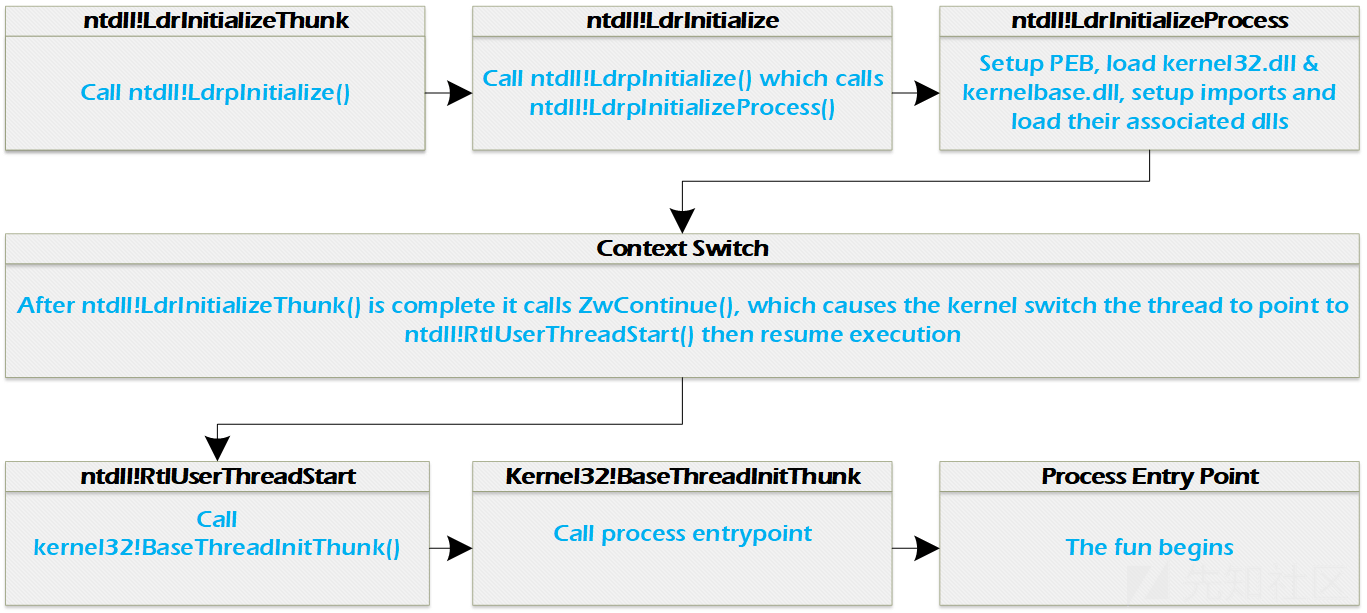 ntdll!LdrInitializeThunk
Call ntdll!LdrpInitialize()
ntdll!LdrInitialize
Call ntdll!LdrpInitialize() which calls
ntdll!LdrpInitializeProcess()
ntdll!LdrInitializeProcess
Setup PEB, load kernel32.dll &
kernelbase.dll, setup imports and
load their associated dlls
Context Switch
After ntdll!LdrInitializeThunk() is complete it calls ZwContinue(), which causes the kernel switch the thread to point to
ntdll!RtlUserThreadStart() then resume execution
ntdll!RtlUserThreadStart
Call
kernel32!BaseThreadInitThunk()
Kernel32!BaseThreadInitThunk
Call process entrypoint
Process Entry Point
The fun begins
先知社区